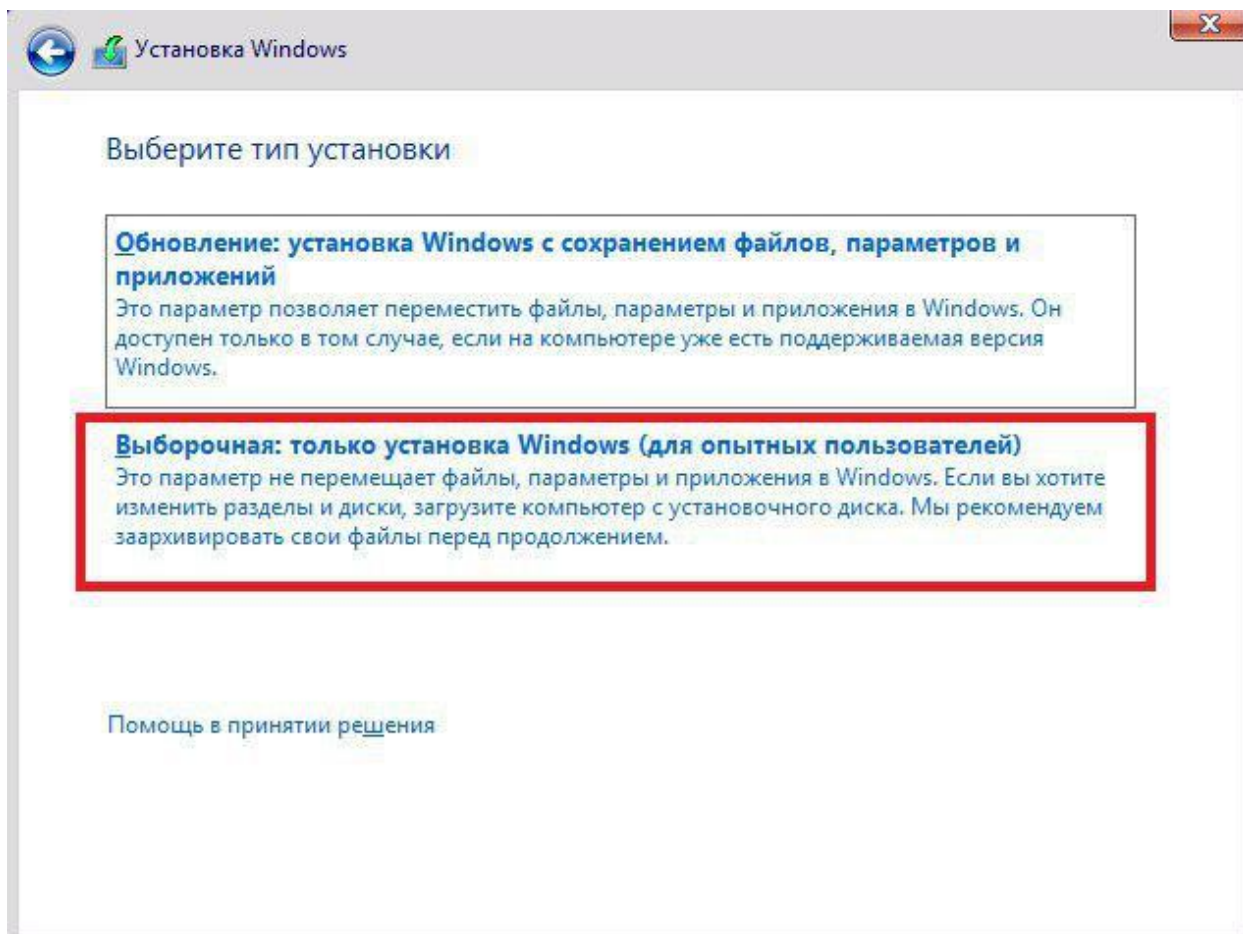 Установка Windows
Выберите тип установки
Обновление: установка Windows с сохранением файлов, параметров и
приложений
Это параметр позволяет переместить файлы, параметры и приложения в Windows. Он
доступен только в том случае, если на компьютере уже есть поддерживаемая версия
Windows.
Выборочная: только установка Windows (для опытных пользователей)
Это параметр не перемещает файлы, параметры и приложения в Windows. Если вы хотите
изменить разделы и диски, загрузите компьютер с установочного диска. Мы рекомендуем
заархивировать свои файлы перед продолжением.
Помощь в принятии решения